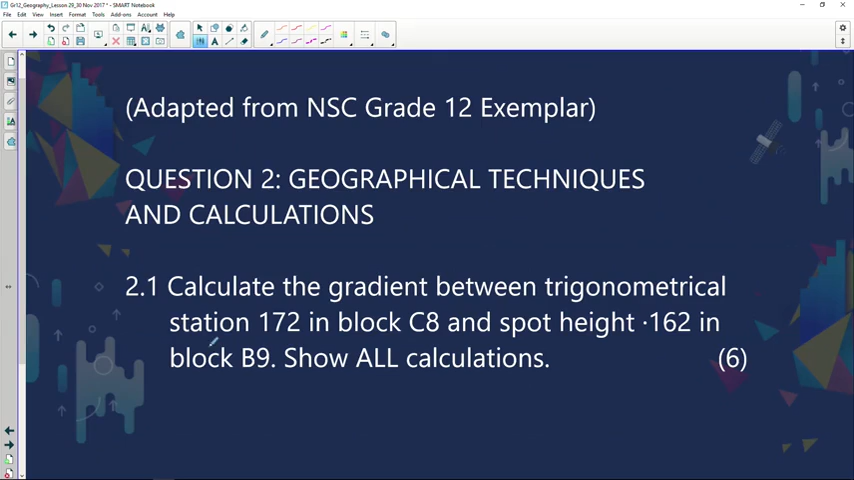 Gr12_Geography_Lesson 29_30 Nov 2017 * - SMART Notebook
File Edit View Insert Format Tools Add-ons Account Help
(Adapted from NSC Grade 12 Exemplar)
QUESTION 2: GEOGRAPHICAL TECHNIQUES
AND CALCULATIONS
2.1 Calculate the gradient between trigonometrical
station 172 in block C8 and spot height ·162 in
block B9. Show ALL calculations. (6)